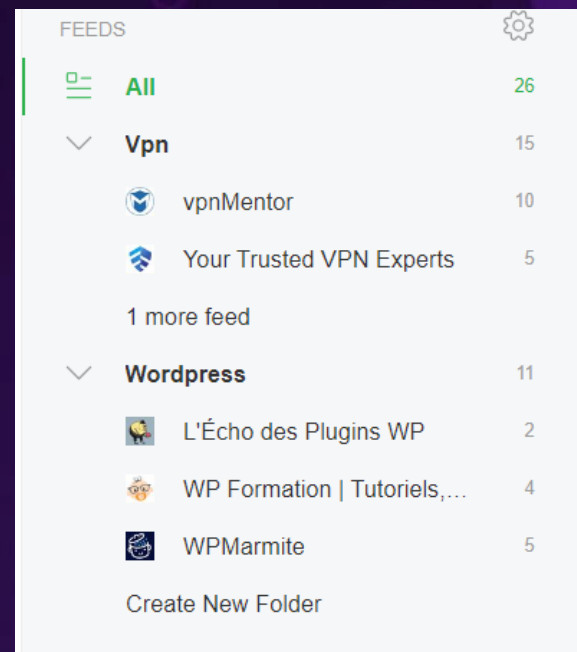 FEEDS
All 26
Vpn 15
vpnMentor 10
Your Trusted VPN Experts 5
1 more feed
Wordpress 11
L'Écho des Plugins WP 2
WP Formation | Tutoriels,... 4
WPMarmite 5
Create New Folder